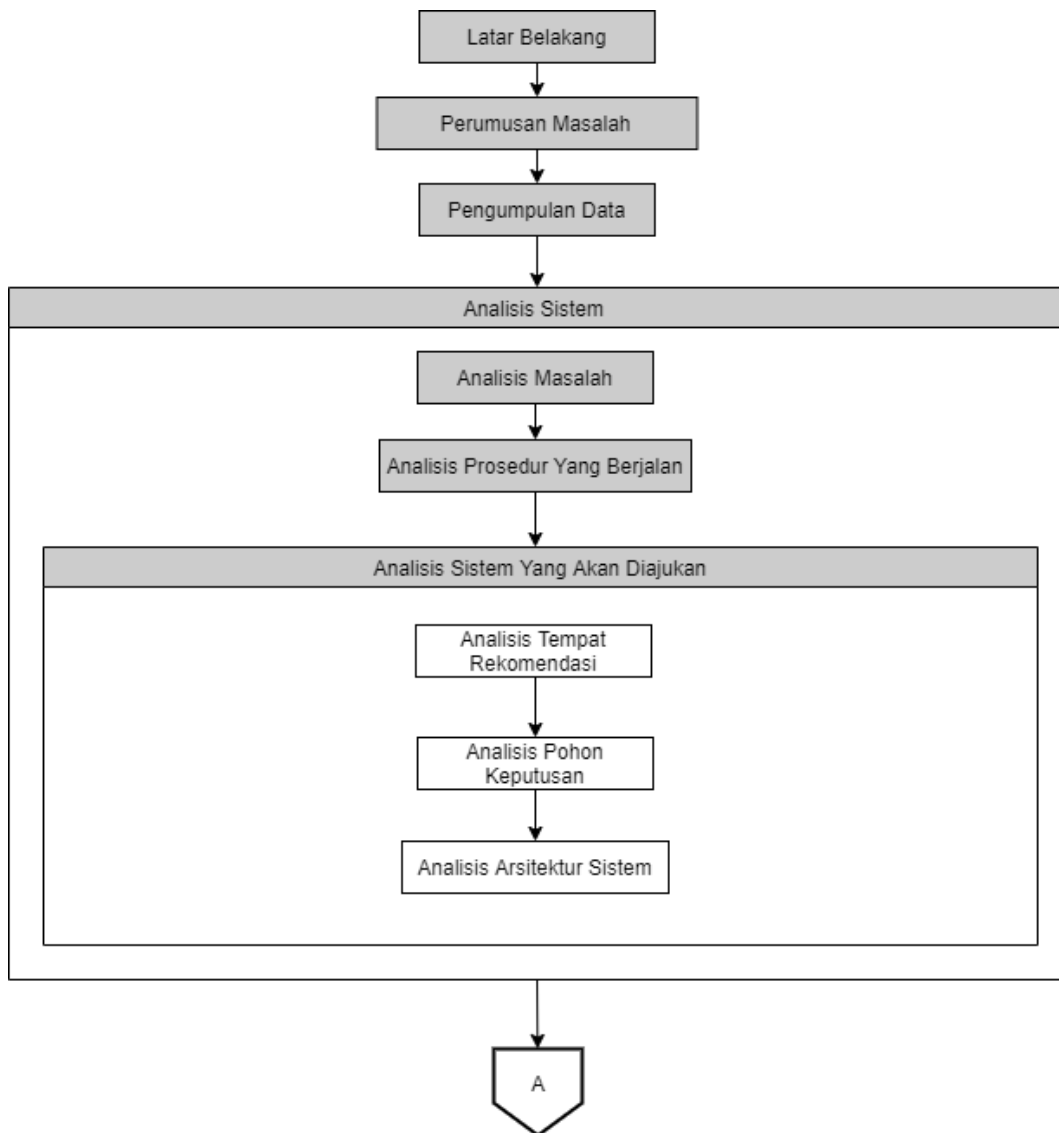 Latar Belakang
Perumusan Masalah
Pengumpulan Data
Analisis Sistem
Analisis Masalah
Analisis Prosedur Yang Berjalan
Analisis Sistem Yang Akan Diajukan
Analisis Tempat
Rekomendasi
Analisis Pohon
Keputusan
Analisis Arsitektur Sistem
A